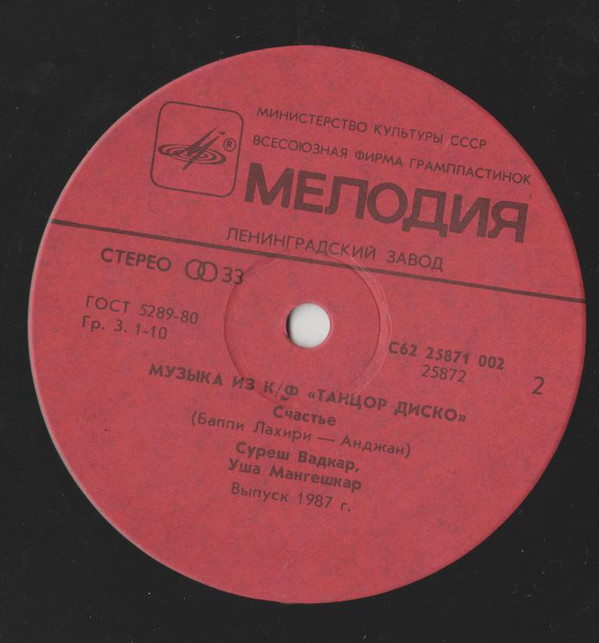 ®
МИНИСТЕРСТВО КУЛЬТУРЫ СССР
ВСЕСОЮЗНАЯ ФИРМА ГРАМПЛАСТИНОК
МЕЛОДИЯ
ЛЕНИНГРАДСКИЙ ЗАВОД
СТЕРЕО 33
ГОСТ 5289-80
Гр. 3. 1-10
С62 25871 002
25872
2
МУЗЫКА ИЗ К/Ф «ТАНЦОР ДИСКО»
Счастье
(Баппи Лахири — Анджан)
Суреш Вадкар,
Уша Мангешкар
Выпуск 1987 г.